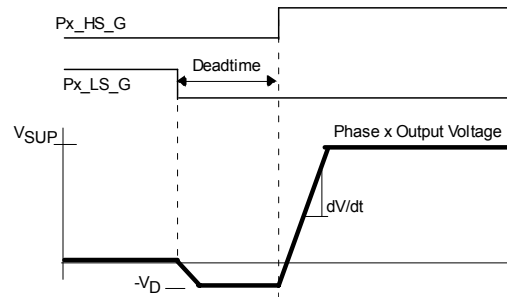 Px_HS_G
Deadtime
Px_LS_G
VSUP
Phase x Output Voltage
dV/dt
-VD